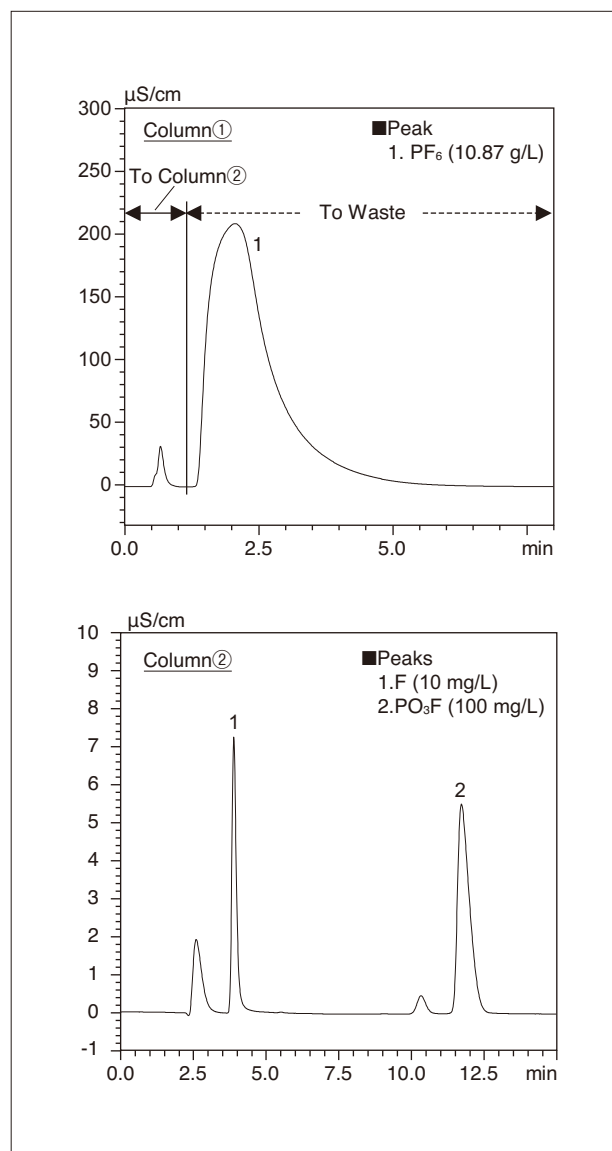 µS/cm
300
Column①
■Peak
1. PF₆ (10.87 g/L)
250
To Column②
To Waste
200
1
150
100
50
0
0.0 2.5 5.0 min
µS/cm
10
Column②
■Peaks
1.F (10 mg/L)
2.PO₃F (100 mg/L)
9
8
1
7
6
2
5
4
3
2
1
0
-1
0.0 2.5 5.0 10.0 12.5 min